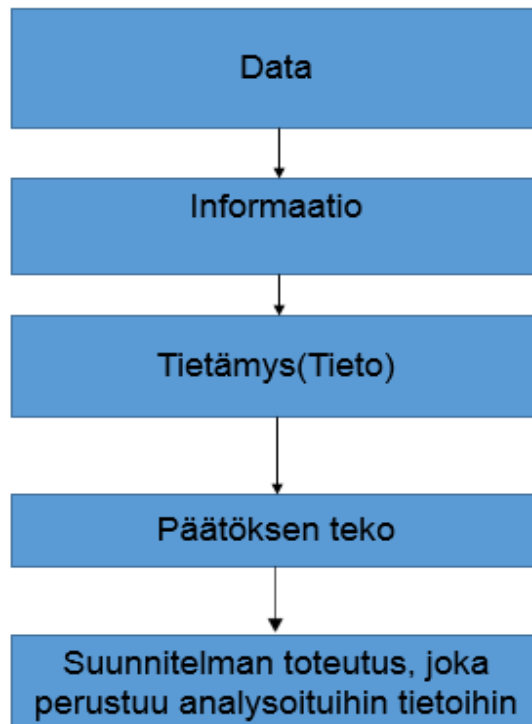 Data
Informaatio
Tietämys(Tieto)
Päätöksen teko
Suunnitelman toteutus, joka
perustuu analysoituihin tietoihin